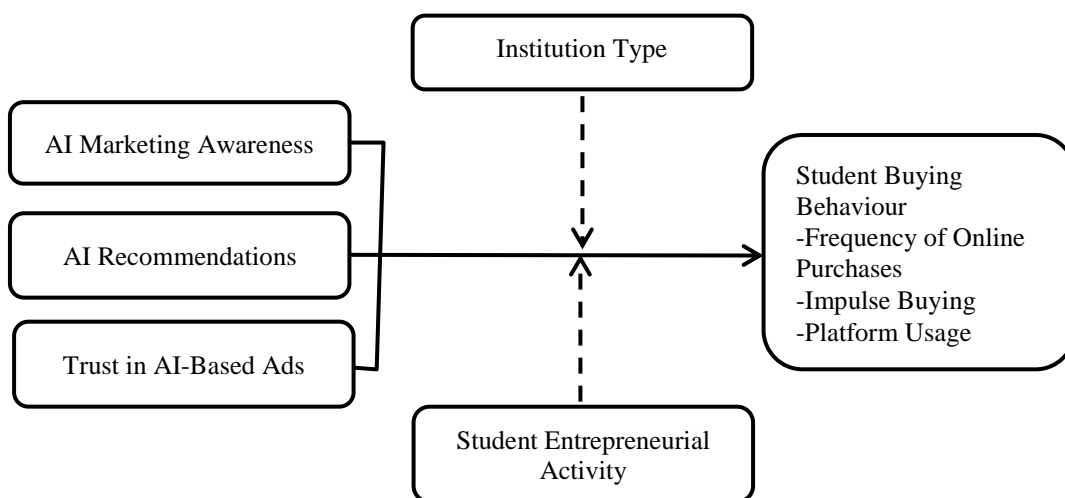 Institution Type
AI Marketing Awareness
AI Recommendations
Trust in AI-Based Ads
Student Buying
Behaviour
-Frequency of Online
Purchases
-Impulse Buying
-Platform Usage
Student Entrepreneurial
Activity